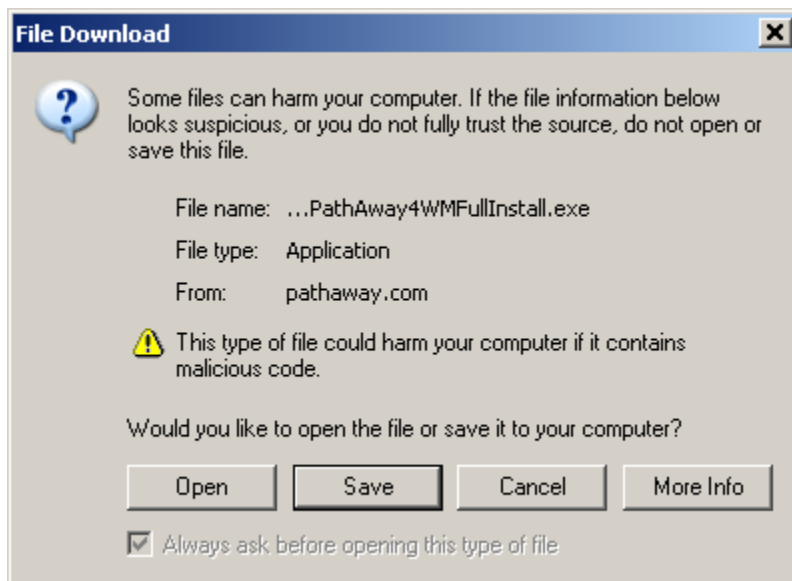 File Download
Some files can harm your computer. If the file information below
looks suspicious, or you do not fully trust the source, do not open or
save this file.
File name: ...PathAway4WMFullInstall.exe
File type: Application
From: pathaway.com
This type of file could harm your computer if it contains
malicious code.
Would you like to open the file or save it to your computer?
Open Save Cancel More Info
Always ask before opening this type of file